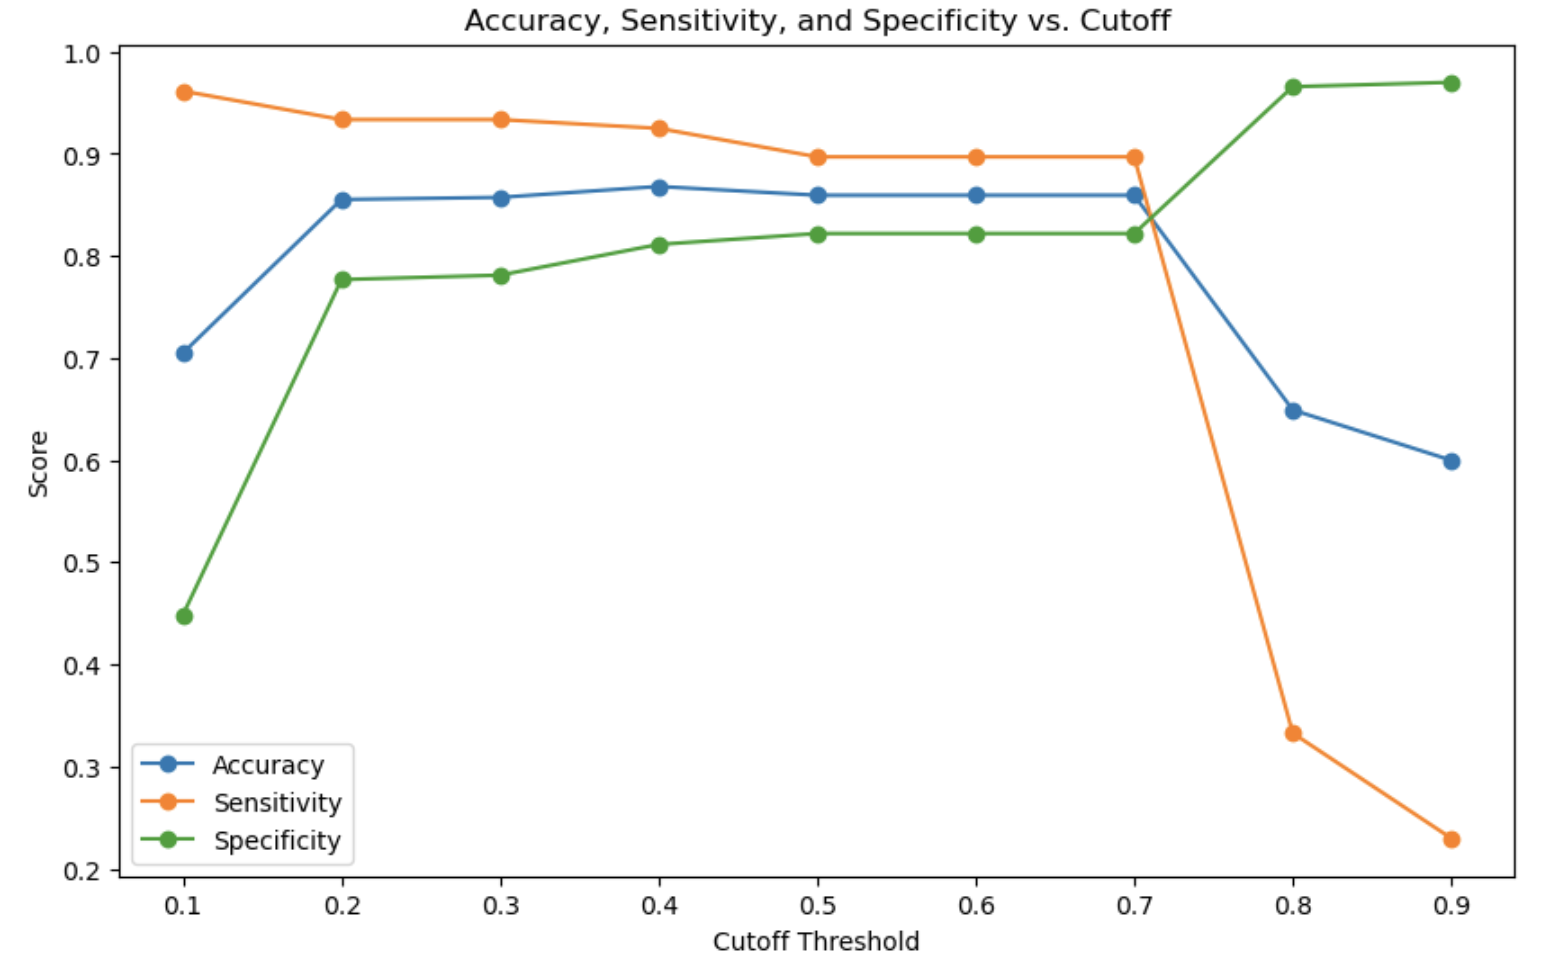 Accuracy, Sensitivity, and Specificity vs. Cutoff
1.0
0.9
0.8
0.7
0.6
0.5
0.4
0.3
0.2
Score
Accuracy
Sensitivity
Specificity
0.1 0.2 0.3 0.4 0.5 0.6 0.7 0.8 0.9
Cutoff Threshold